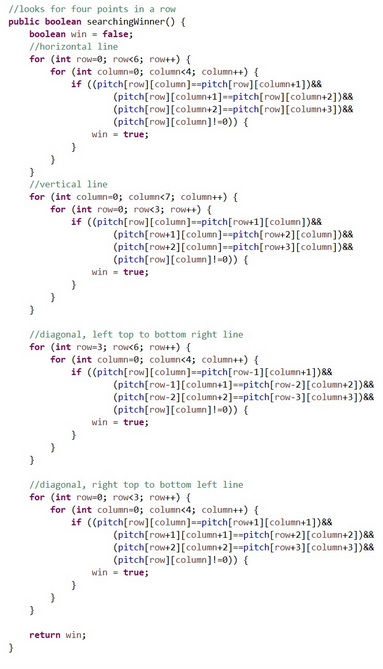 //looks for four points in a row
public boolean searchingWinner() {
    boolean win = false;
    //horizontal line
    for (int row=0; row<6; row++) {
        for (int column=0; column<4; column++) {
            if ((pitch[row][column]==pitch[row][column+1])&&
                    (pitch[row][column+1]==pitch[row][column+2])&&
                    (pitch[row][column+2]==pitch[row][column+3])&&
                    (pitch[row][column]!=0)) {
                win = true;
            }
        }
    }
    //vertical line
    for (int column=0; column<7; column++) {
        for (int row=0; row<3; row++) {
            if ((pitch[row][column]==pitch[row+1][column])&&
                    (pitch[row+1][column]==pitch[row+2][column])&&
                    (pitch[row+2][column]==pitch[row+3][column])&&
                    (pitch[row][column]!=0)) {
                win = true;
            }
        }
    }

    //diagonal, left top to bottom right line
    for (int row=3; row<6; row++) {
        for (int column=0; column<4; column++) {
            if ((pitch[row][column]==pitch[row-1][column+1])&&
                    (pitch[row-1][column+1]==pitch[row-2][column+2])&&
                    (pitch[row-2][column+2]==pitch[row-3][column+3])&&
                    (pitch[row][column]!=0)) {
                win = true;
            }
        }
    }

    //diagonal, right top to bottom left line
    for (int row=0; row<3; row++) {
        for (int column=0; column<4; column++) {
            if ((pitch[row][column]==pitch[row+1][column+1])&&
                    (pitch[row+1][column+1]==pitch[row+2][column+2])&&
                    (pitch[row+2][column+2]==pitch[row+3][column+3])&&
                    (pitch[row][column]!=0)) {
                win = true;
            }
        }
    }

    return win;
}